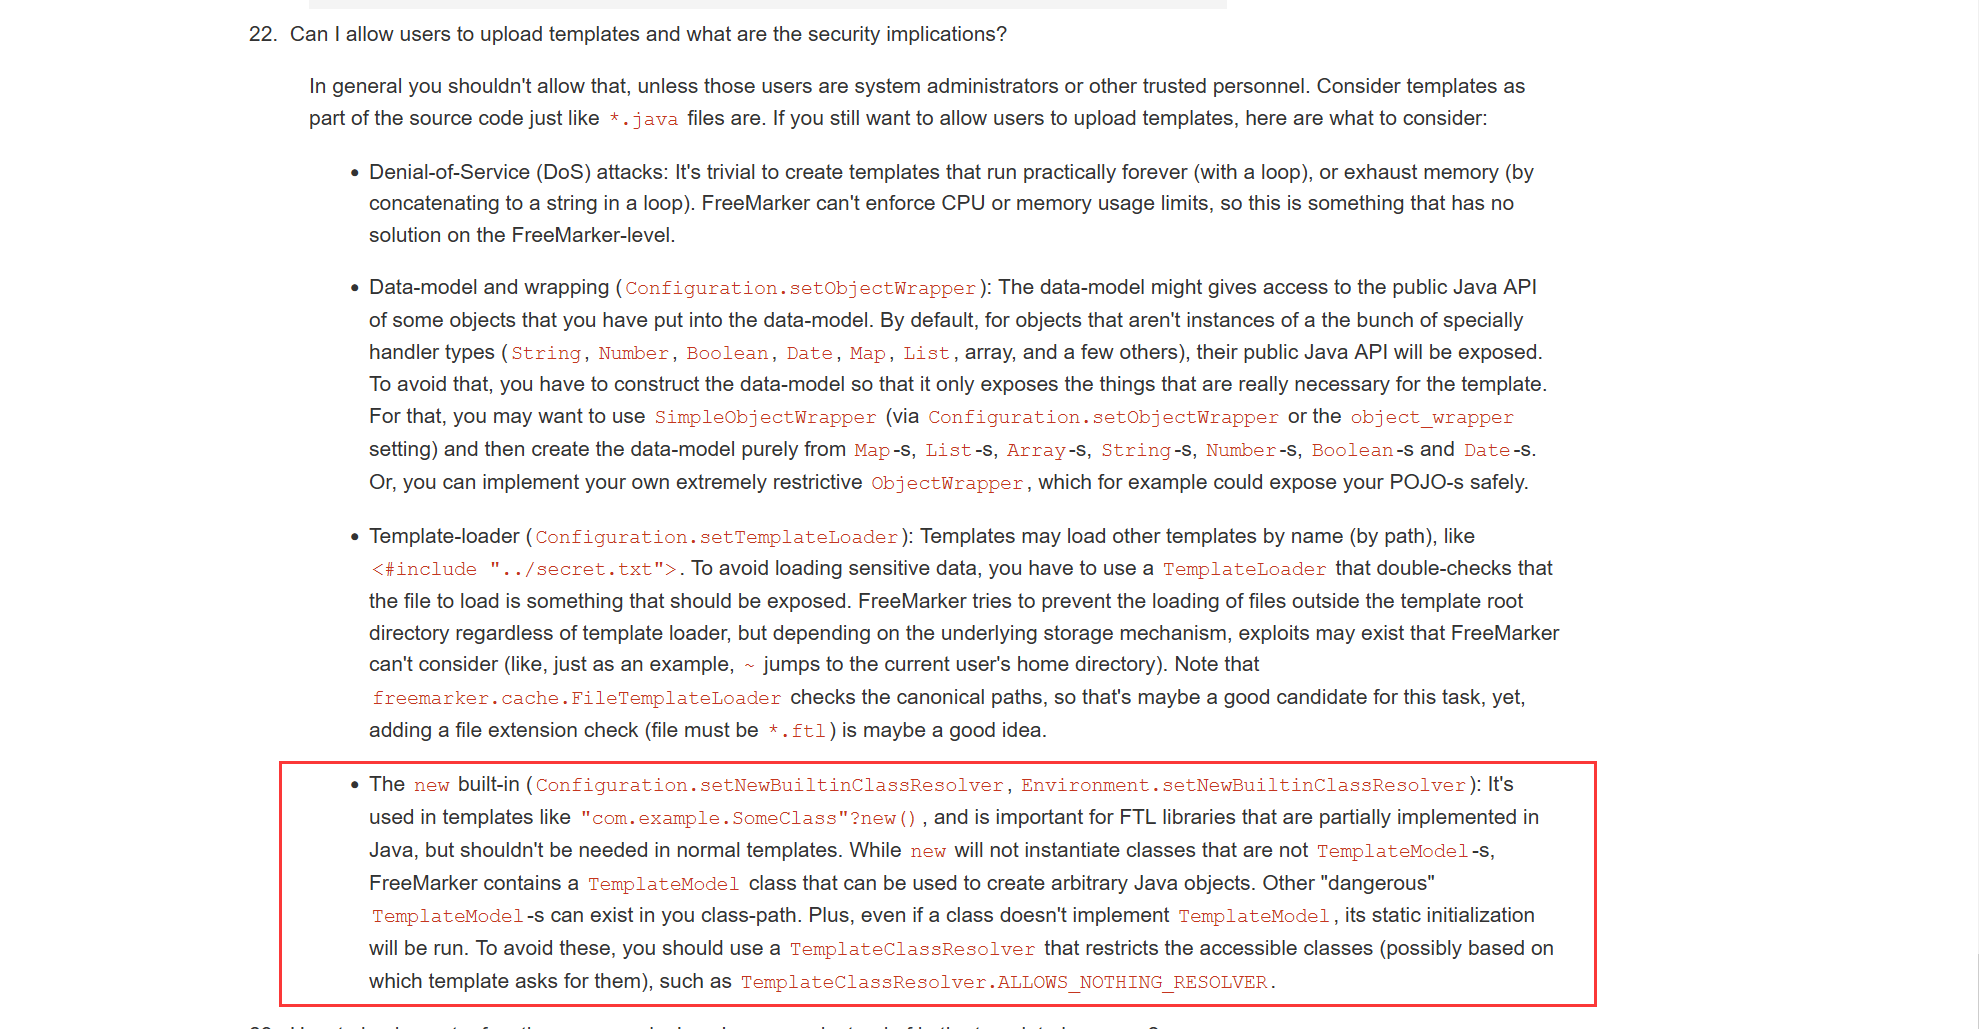 22. Can I allow users to upload templates and what are the security implications?
In general you shouldn't allow that, unless those users are system administrators or other trusted personnel. Consider templates as
part of the source code just like *.java files are. If you still want to allow users to upload templates, here are what to consider:
• Denial-of-Service (DoS) attacks: It's trivial to create templates that run practically forever (with a loop), or exhaust memory (by
concatenating to a string in a loop). FreeMarker can't enforce CPU or memory usage limits, so this is something that has no
solution on the FreeMarker-level.
• Data-model and wrapping (Configuration.setObjectWrapper): The data-model might gives access to the public Java API
of some objects that you have put into the data-model. By default, for objects that aren't instances of a the bunch of specially
handler types (String, Number, Boolean, Date, Map, List, array, and a few others), their public Java API will be exposed.
To avoid that, you have to construct the data-model so that it only exposes the things that are really necessary for the template.
For that, you may want to use SimpleObjectWrapper (via Configuration.setObjectWrapper or the object_wrapper
setting) and then create the data-model purely from Map-s, List-s, Array-s, String-s, Number-s, Boolean-s and Date-s.
Or, you can implement your own extremely restrictive ObjectWrapper, which for example could expose your POJO-s safely.
• Template-loader (Configuration.setTemplateLoader): Templates may load other templates by name (by path), like
<#include "../secret.txt">. To avoid loading sensitive data, you have to use a TemplateLoader that double-checks that
the file to load is something that should be exposed. FreeMarker tries to prevent the loading of files outside the template root
directory regardless of template loader, but depending on the underlying storage mechanism, exploits may exist that FreeMarker
can't consider (like, just as an example, ~ jumps to the current user's home directory). Note that
freemarker.cache.FileTemplateLoader checks the canonical paths, so that's maybe a good candidate for this task, yet,
adding a file extension check (file must be *.ftl) is maybe a good idea.
• The new built-in (Configuration.setNewBuiltinClassResolver, Environment.setNewBuiltinClassResolver): It's
used in templates like "com.example.SomeClass"?new(), and is important for FTL libraries that are partially implemented in
Java, but shouldn't be needed in normal templates. While new will not instantiate classes that are not TemplateModel-s,
FreeMarker contains a TemplateModel class that can be used to create arbitrary Java objects. Other "dangerous"
TemplateModel-s can exist in you class-path. Plus, even if a class doesn't implement TemplateModel, its static initialization
will be run. To avoid these, you should use a TemplateClassResolver that restricts the accessible classes (possibly based on
which template asks for them), such as TemplateClassResolver.ALLOWS_NOTHING_RESOLVER.